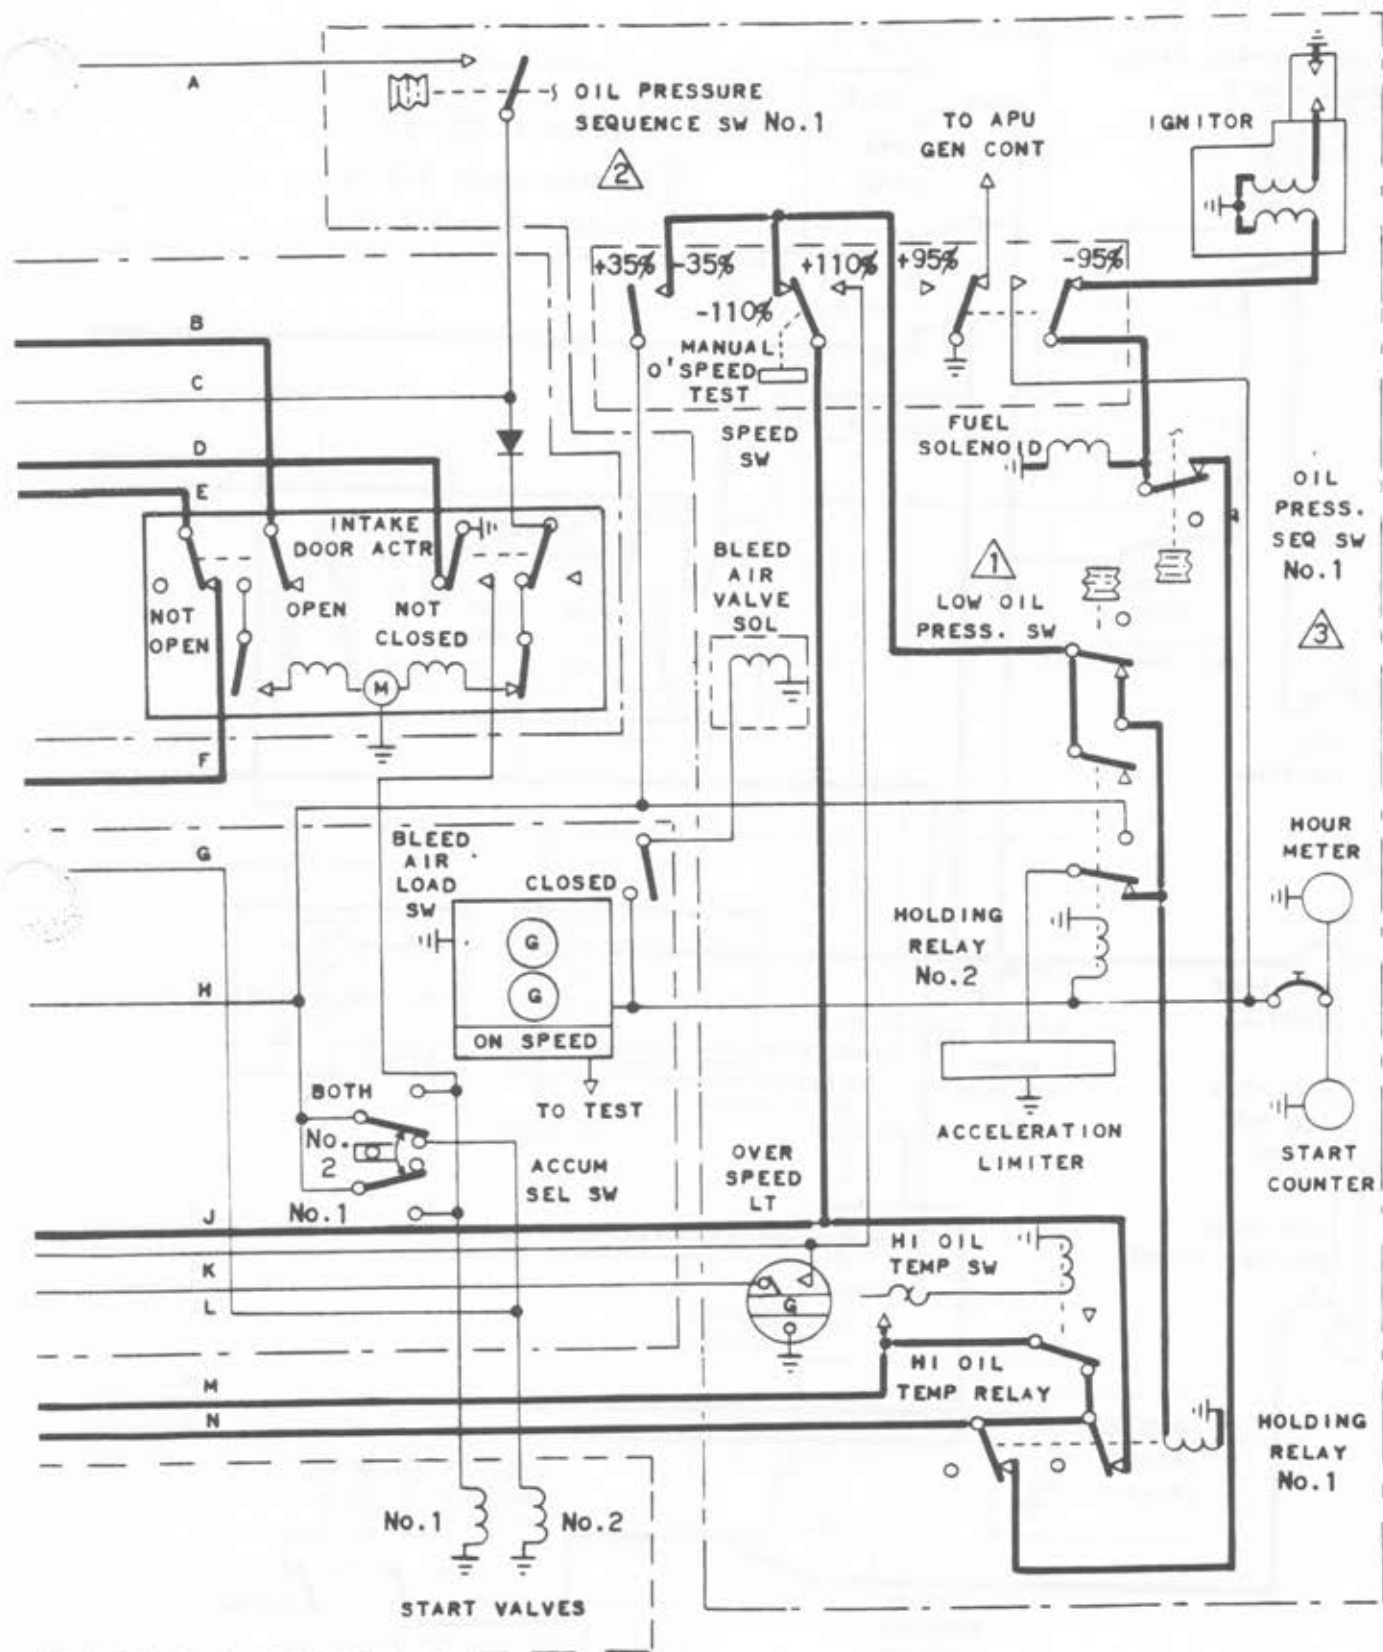 A
OIL PRESSURE
SEQUENCE SW No.1
2
TO APU
GEN CONT
IGNITOR
+35%
-35%
+110%
+95%
-95%
-110%
MANUAL
O'SPEED
TEST
SPEED
SW
B
C
D
E
INTAKE
DOOR ACTR
NOT
OPEN
OPEN
NOT
CLOSED
M
F
FUEL
SOLENOID
OIL
PRESS.
SEQ SW
No.1
3
BLEED
AIR
VALVE
SOL
1
LOW OIL
PRESS. SW
G
BLEED
AIR
LOAD
SW
CLOSED
G
G
ON SPEED
TO TEST
HOLDING
RELAY
No.2
HOUR
METER
H
BOTH
No.
2
No.1
ACCUM
SEL SW
ACCELERATION
LIMITER
START
COUNTER
OVER
SPEED
LT
J
K
L
G
HI OIL
TEMP SW
HI OIL
TEMP RELAY
M
N
HOLDING
RELAY
No.1
No.1
No.2
START VALVES